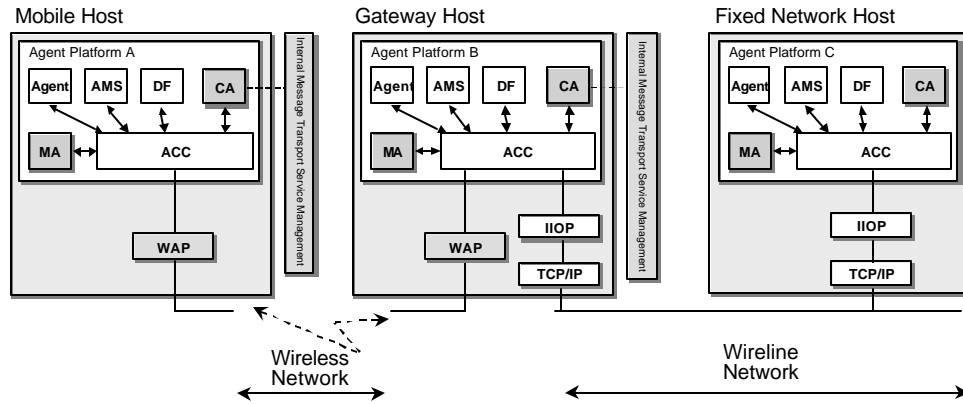 Mobile Host
Gateway Host
Fixed Network Host
Agent Platform A
Agent
AMS
DF
CA
MA
ACC
WAP
Internal Message Transport Service Management
Agent Platform B
Agent
AMS
DF
CA
MA
ACC
WAP
IIOP
TCP/IP
Internal Message Transport Service Management
Agent Platform C
Agent
AMS
DF
CA
MA
ACC
IIOP
TCP/IP
Wireless
Network
Wireline
Network